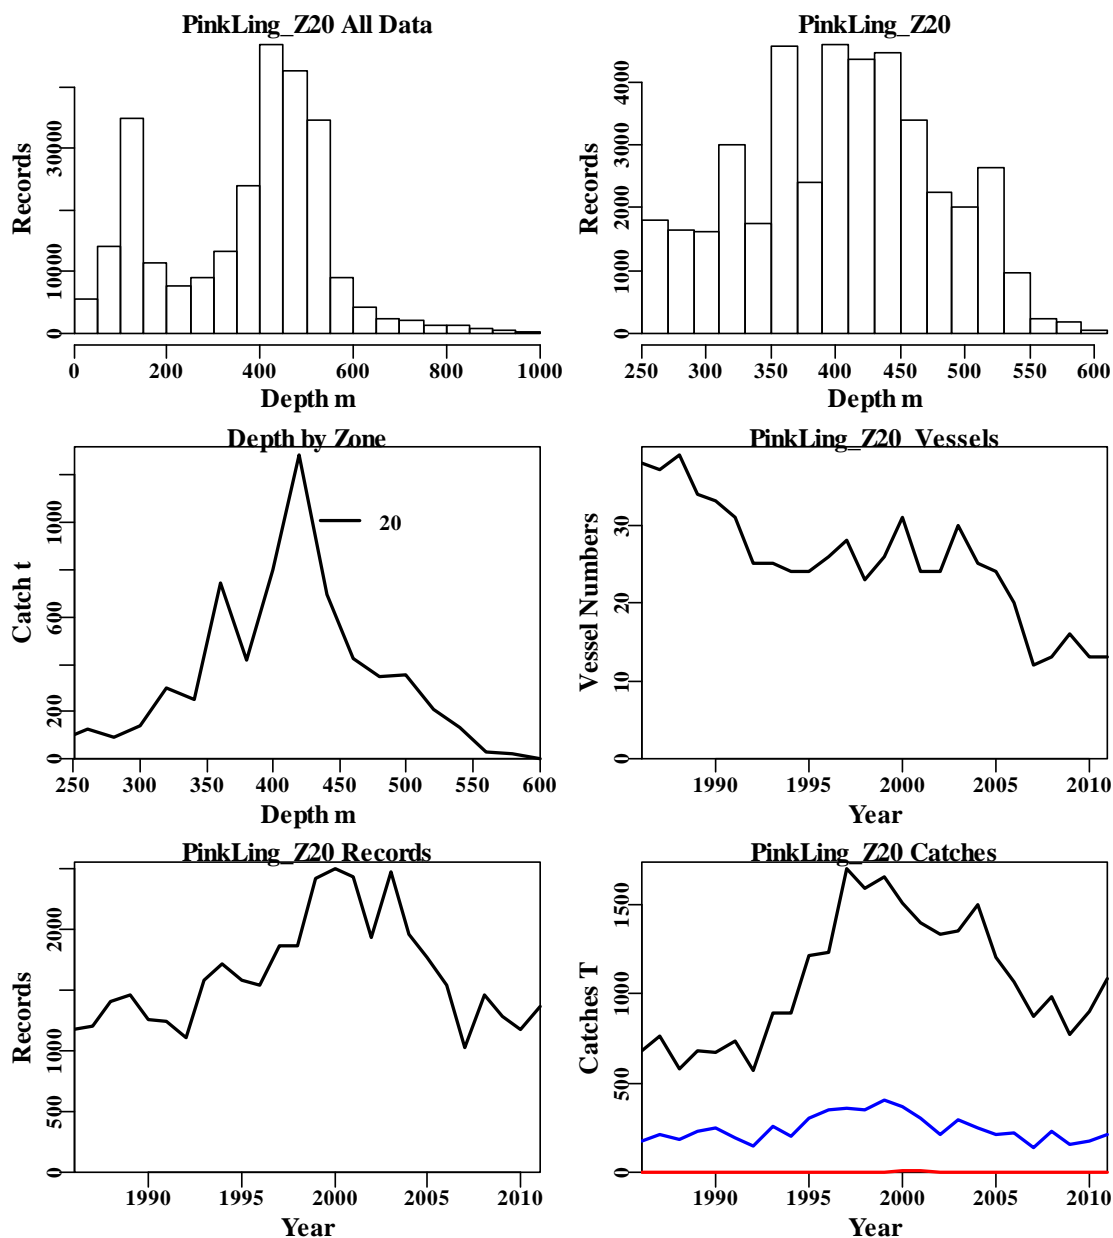 PinkLing_Z20 All Data
Records
0 10000 30000
0 200 400 600 800 1000
Depth m
PinkLing_Z20
Records
0 1000 2000 3000 4000
250 300 350 400 450 500 550 600
Depth m
Depth by Zone
Catch t
0 200 600 1000
20
250 300 350 400 450 500 550 600
Depth m
PinkLing_Z20 Vessels
Vessel Numbers
0 10 20 30
1990 1995 2000 2005 2010
Year
PinkLing_Z20 Records
Records
0 500 1000 2000
1990 1995 2000 2005 2010
Year
PinkLing_Z20 Catches
Catches T
0 500 1000 1500
1990 1995 2000 2005 2010
Year